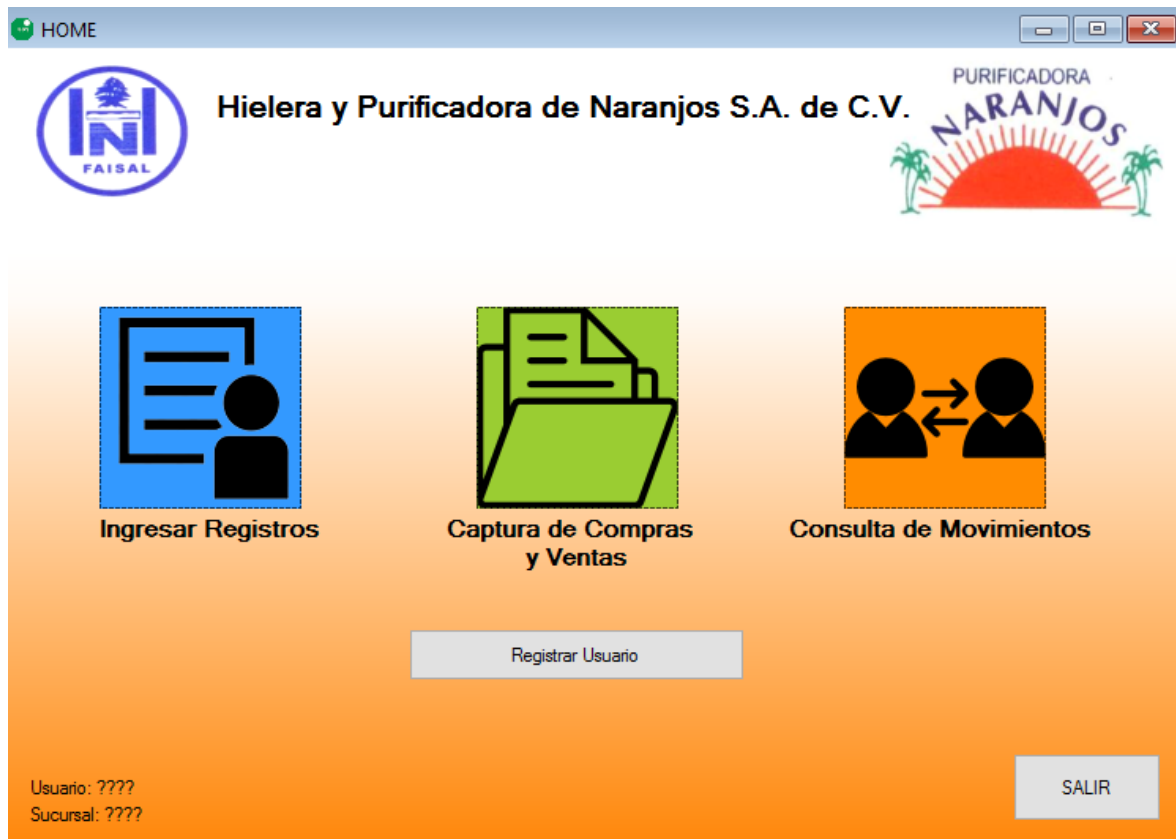 HOME
HN
FAISAL
Hielera y Purificadora de Naranjos S.A. de C.V.
PURIFICADORA
NARANJOS
Ingresar Registros
Captura de Compras
y Ventas
Consulta de Movimientos
Registrar Usuario
Usuario: ????
Sucursal: ????
SALIR